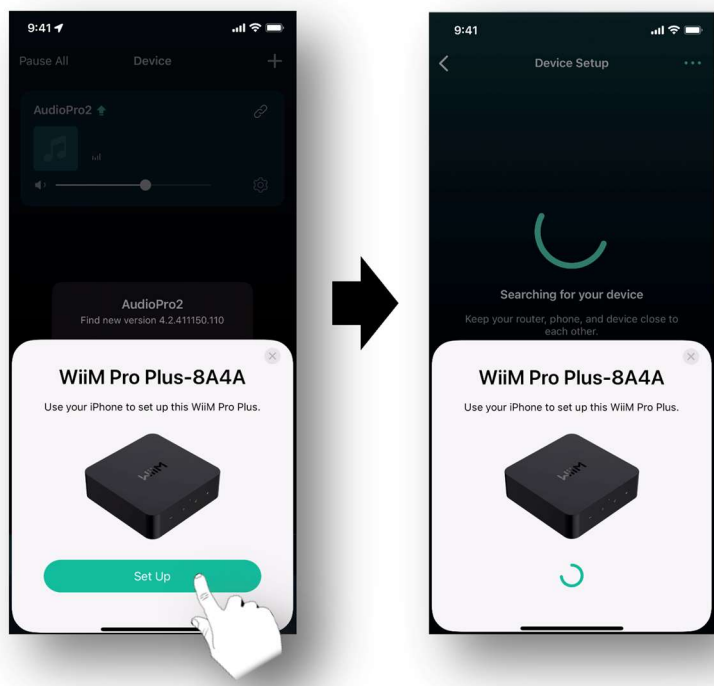 9:41
Pause All
Device
AudioPro2
AudioPro2
Find new version 4.2.411150.110
WiiM Pro Plus-8A4A
Use your iPhone to set up this WiiM Pro Plus.
WiiM
Set Up
9:41
Device Setup
Searching for your device
Keep your router, phone, and device close to
each other.
WiiM Pro Plus-8A4A
Use your iPhone to set up this WiiM Pro Plus.
WiiM